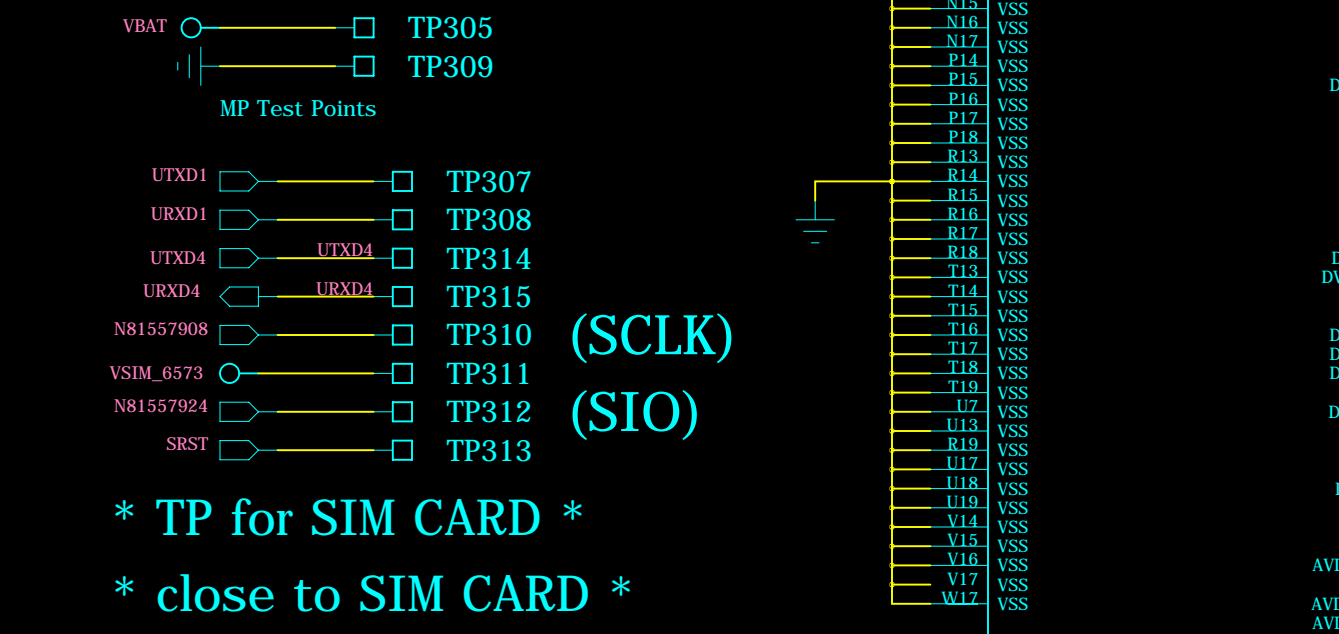 VBAT TP305
TP309
MP Test Points
UTXD1 TP307
URXD1 TP308
UTXD4 UTXD4 TP314
URXD4 URXD4 TP315
N81557908 TP310 (SCLK)
VSIM_6573 TP311
N81557924 TP312 (SIO)
SRST TP313
* TP for SIM CARD *
* close to SIM CARD *
N15 VSS
N16 VSS
N17 VSS
P14 VSS
P15 VSS
P16 VSS
P17 VSS
P18 VSS
R13 VSS
R14 VSS
R15 VSS
R16 VSS
R17 VSS
R18 VSS
T13 VSS
T14 VSS
T15 VSS
T16 VSS
T17 VSS
T18 VSS
T19 VSS
U7 VSS
U13 VSS
R19 VSS
U17 VSS
U18 VSS
U19 VSS
V14 VSS
V15 VSS
V16 VSS
V17 VSS
W17 VSS